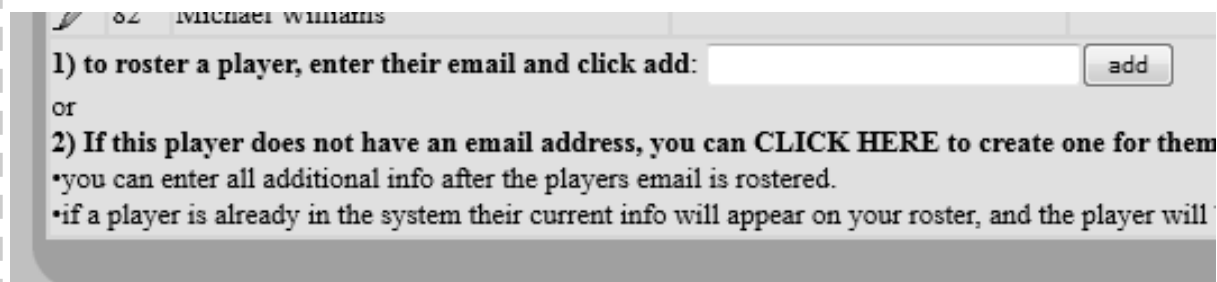 82 Michael Williams
1) to roster a player, enter their email and click add: add
or
2) If this player does not have an email address, you can CLICK HERE to create one for them
•you can enter all additional info after the players email is rostered.
•if a player is already in the system their current info will appear on your roster, and the player will